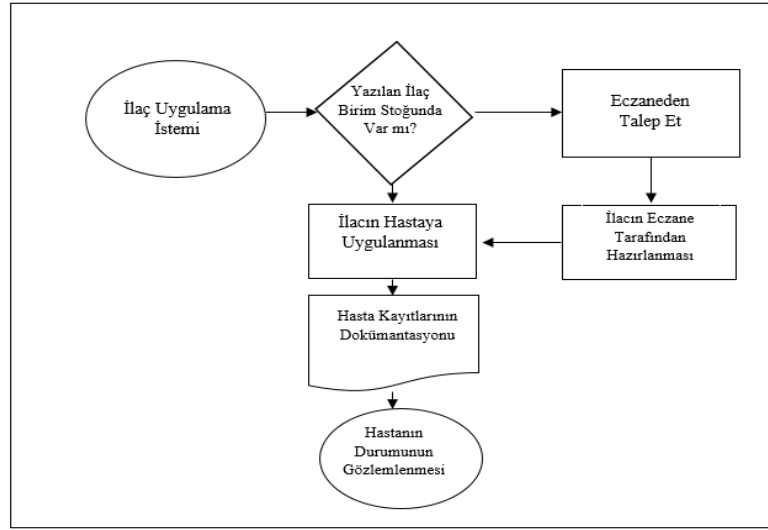 İlaç Uygulama
İstemi
Yazılan İlaç
Birim Stoğunda
Var mı?
Eczaneden
Talep Et
İlacın Eczane
Tarafından
Hazırlanması
İlacın Hastaya
Uygulanması
Hasta Kayıtlarının
Dokümantasyonu
Hastanın
Durumunun
Gözlemlenmesi